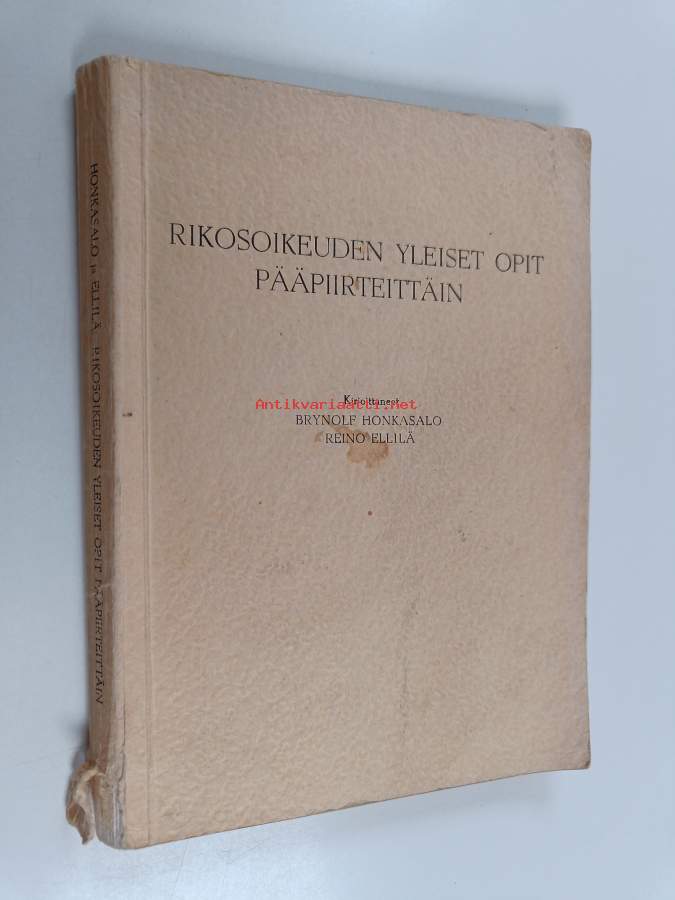 RIKOSOIKEUDEN YLEISET OPIT
PÄÄPIIRTEITTÄIN
Kirjoittaneet
Antikvariaatti.net
BRYNOLF HONKASALO
REINO ELLILÄ
HONKASALO ja ELLILÄ RIKOSOIKEUDEN YLEISET OPIT PÄÄPIIRTEITTÄIN